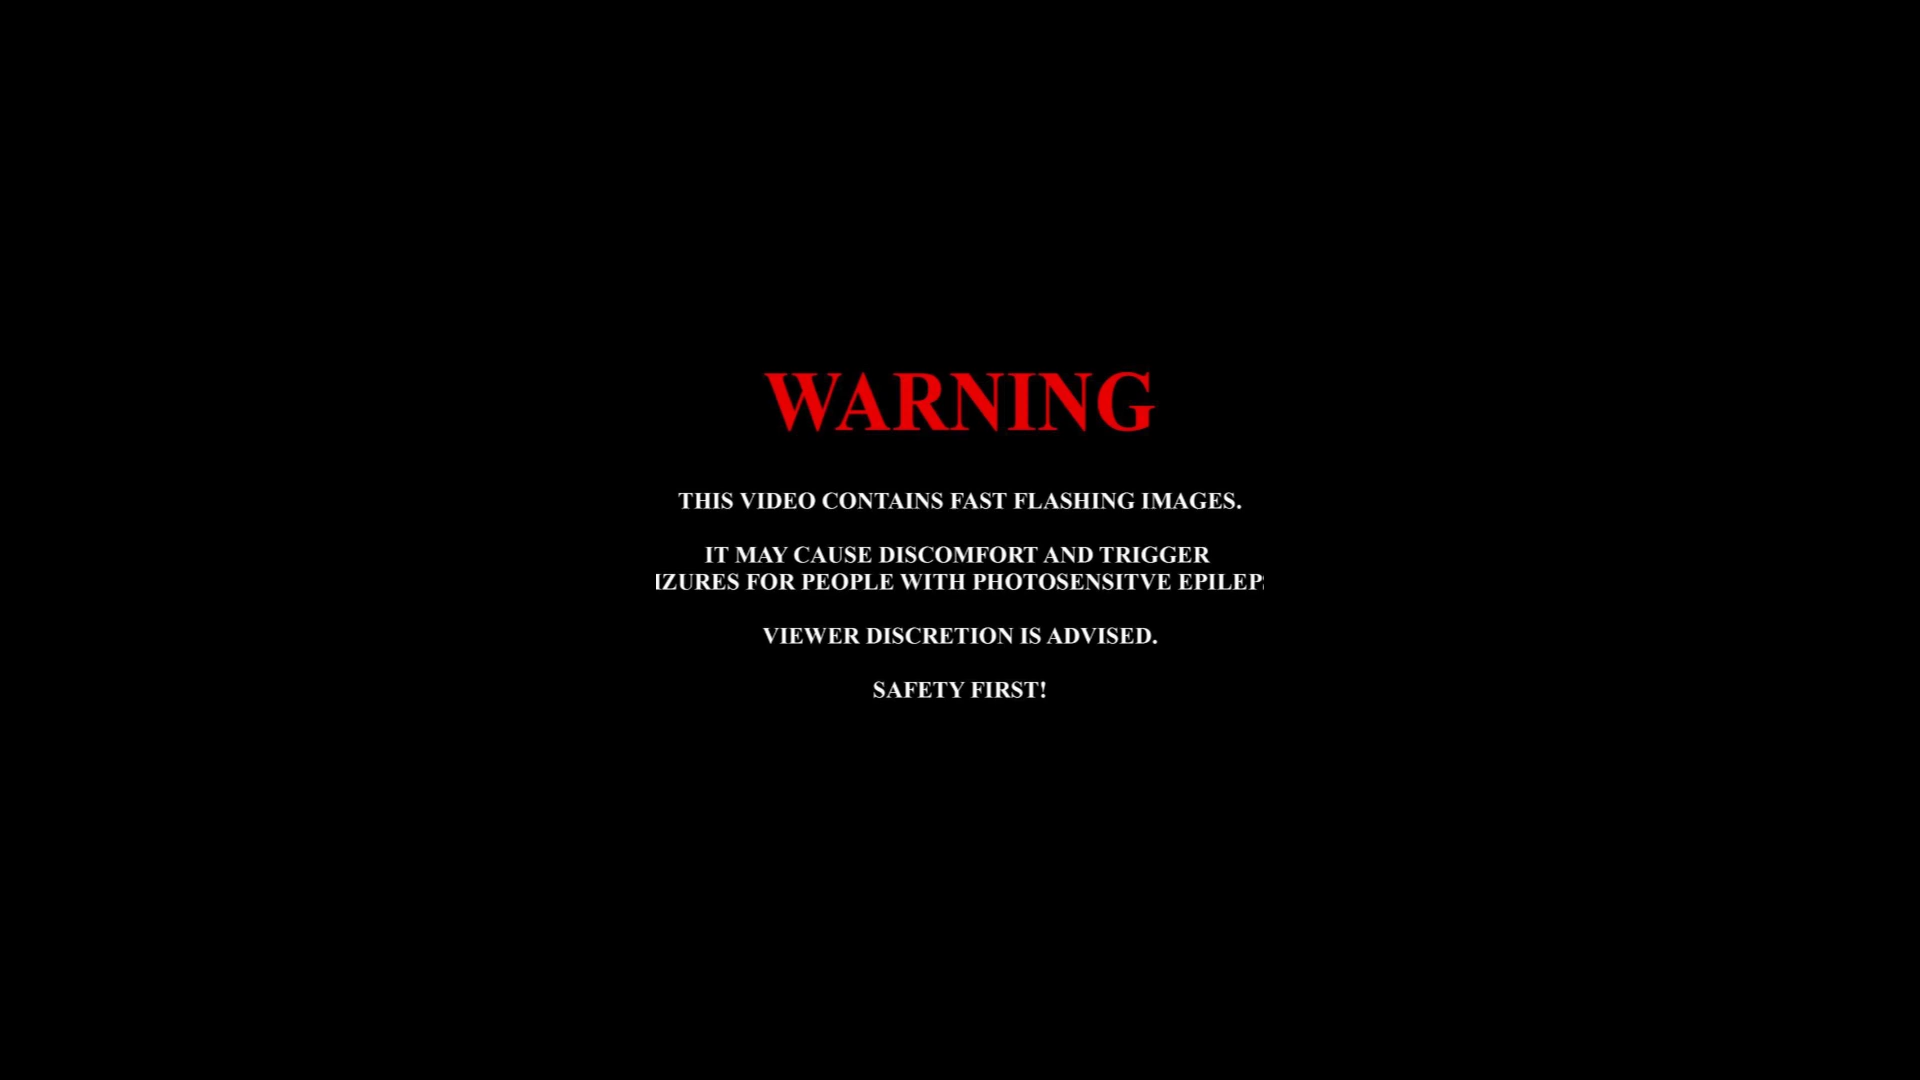 WARNING
THIS VIDEO CONTAINS FAST FLASHING IMAGES.
IT MAY CAUSE DISCOMFORT AND TRIGGER
IZURES FOR PEOPLE WITH PHOTOSENSITVE EPILEP
VIEWER DISCRETION IS ADVISED.
SAFETY FIRST!